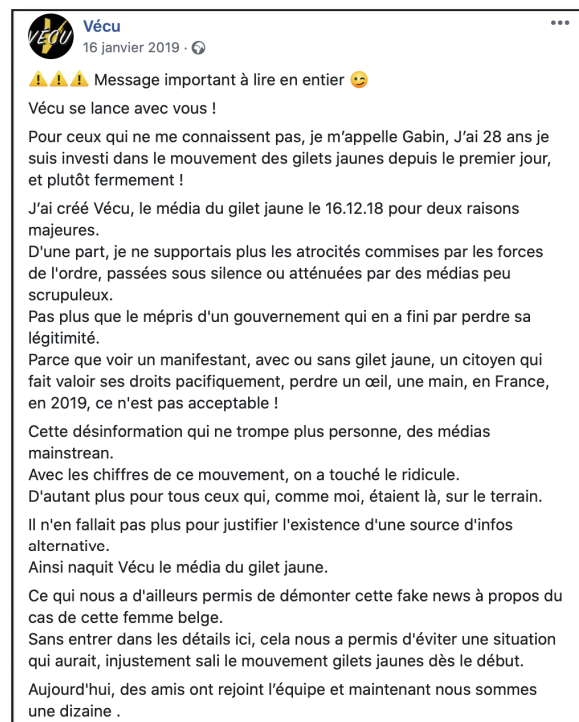 VÉCU
Vécu
16 janvier 2019 ·
⚠️⚠️⚠️ Message important à lire en entier 😉
Vécu se lance avec vous !
Pour ceux qui ne me connaissent pas, je m'appelle Gabin, J'ai 28 ans je
suis investi dans le mouvement des gilets jaunes depuis le premier jour,
et plutôt fermement !
J'ai créé Vécu, le média du gilet jaune le 16.12.18 pour deux raisons
majeures.
D'une part, je ne supportais plus les atrocités commises par les forces
de l'ordre, passées sous silence ou atténuées par des médias peu
scrupuleux.
Pas plus que le mépris d'un gouvernement qui en a fini par perdre sa
légitimité.
Parce que voir un manifestant, avec ou sans gilet jaune, un citoyen qui
fait valoir ses droits pacifiquement, perdre un œil, une main, en France,
en 2019, ce n'est pas acceptable !
Cette désinformation qui ne trompe plus personne, des médias
mainstrean.
Avec les chiffres de ce mouvement, on a touché le ridicule.
D'autant plus pour tous ceux qui, comme moi, étaient là, sur le terrain.
Il n'en fallait pas plus pour justifier l'existence d'une source d'infos
alternative.
Ainsi naquit Vécu le média du gilet jaune.
Ce qui nous a d'ailleurs permis de démonter cette fake news à propos du
cas de cette femme belge.
Sans entrer dans les détails ici, cela nous a permis d'éviter une situation
qui aurait, injustement sali le mouvement gilets jaunes dès le début.
Aujourd'hui, des amis ont rejoint l'équipe et maintenant nous sommes
une dizaine .